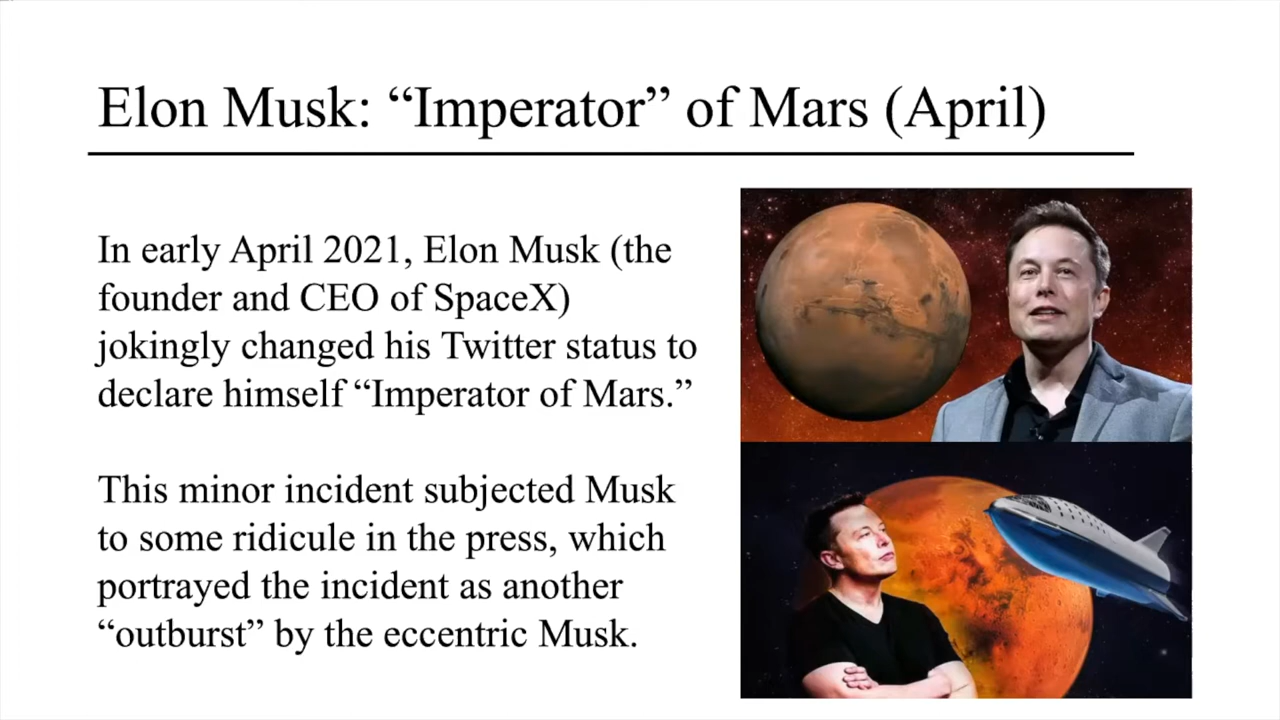 Elon Musk: “Imperator” of Mars (April)
In early April 2021, Elon Musk (the
founder and CEO of SpaceX)
jokingly changed his Twitter status to
declare himself “Imperator of Mars.”
This minor incident subjected Musk
to some ridicule in the press, which
portrayed the incident as another
“outburst” by the eccentric Musk.